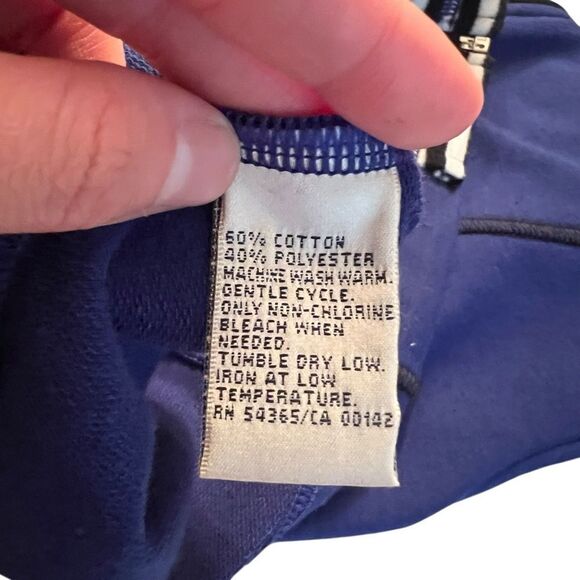 60% COTTON
40% POLYESTER
MACHINE WASH WARM.
GENTLE CYCLE.
ONLY NON-CHLORINE
BLEACH WHEN
NEEDED.
TUMBLE DRY LOW.
IRON AT LOW
TEMPERATURE.
RN 54365/CA 00142